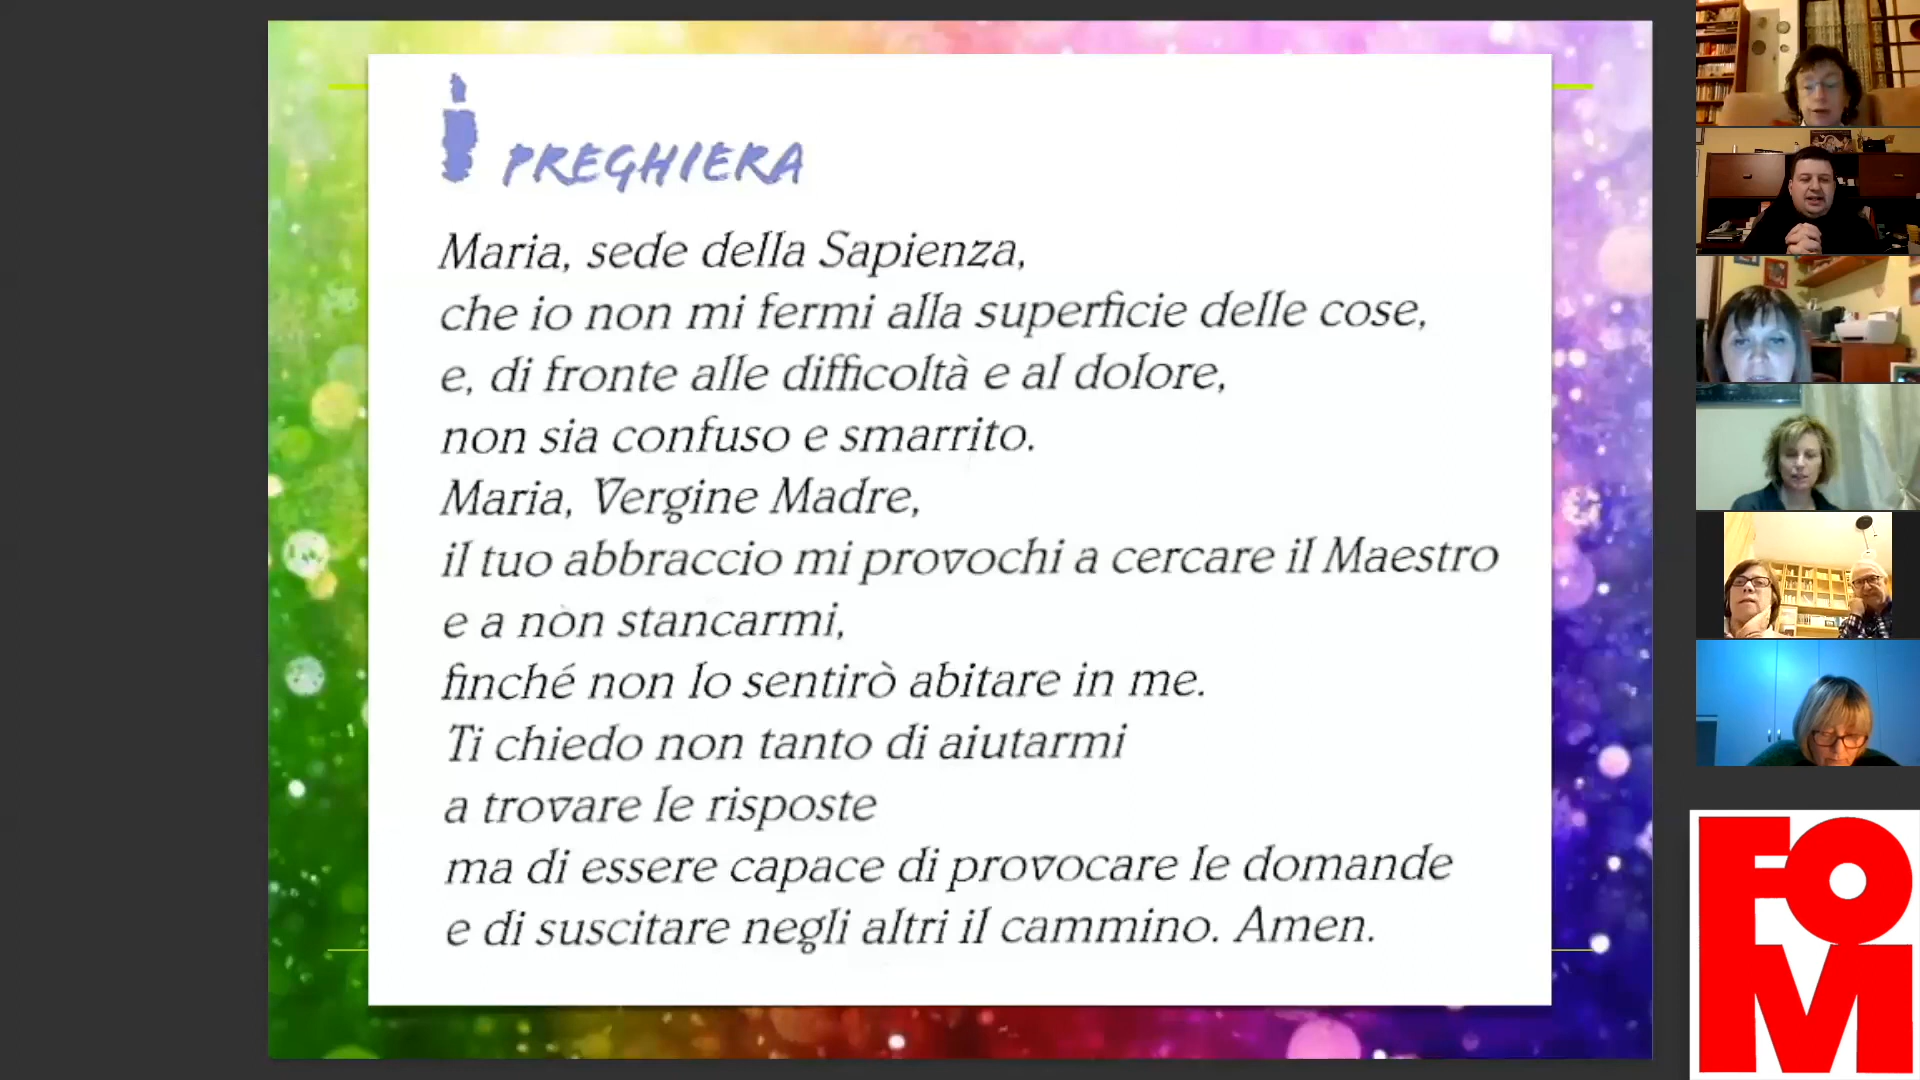 PREGHIERA
Maria, sede della Sapienza,
che io non mi fermi alla superficie delle cose,
e, di fronte alle difficoltà e al dolore,
non sia confuso e smarrito.
Maria, Vergine Madre,
il tuo abbraccio mi provochi a cercare il Maestro
e a non stancarmi,
finché non lo sentirò abitare in me.
Ti chiedo non tanto di aiutarmi
a trovare le risposte
ma di essere capace di provocare le domande
e di suscitare negli altri il cammino. Amen.
FOM